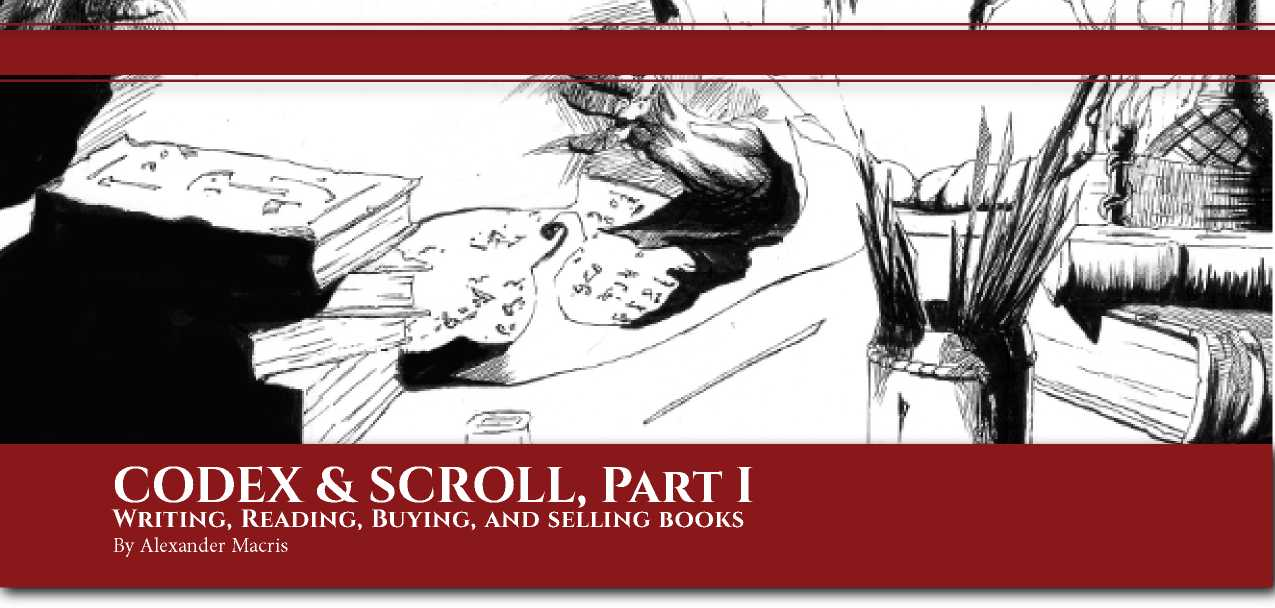 CODEX & SCROLL, Part I
Writing, Reading, Buying, and selling books
By Alexander Macris